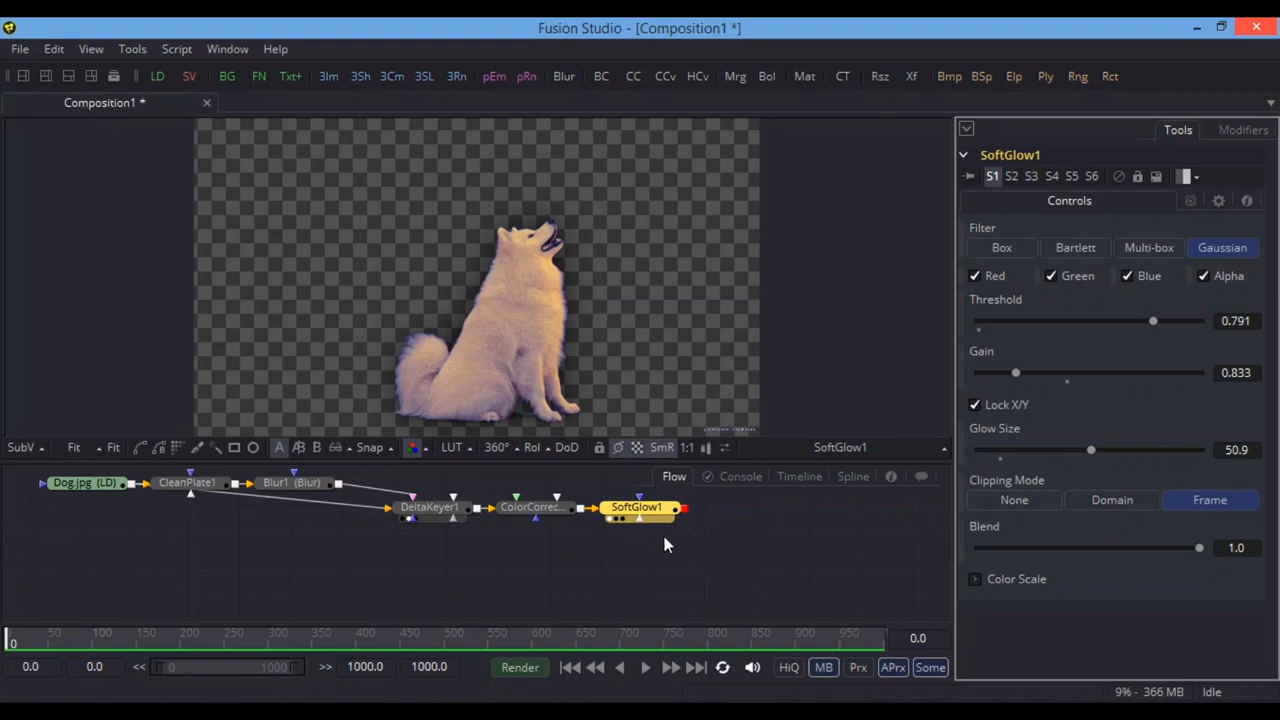 Fusion Studio - [Composition1 *]
File Edit View Tools Script Window Help
LD SV BG FN Txt+ 3Im 3Sh 3Cm 3SL 3Rn pEm pRn Blur BC CC CCv HCv Mrg Bol Mat CT Rsz Xf Bmp BSp Elp Ply Rng Rct
Composition1 *
Tools Modifiers
SoftGlow1
S1 S2 S3 S4 S5 S6
Controls
Filter
Box Bartlett Multi-box Gaussian
Red Green Blue Alpha
Threshold
0.791
Gain
0.833
Lock X/Y
Glow Size
50.9
Clipping Mode
None Domain Frame
Blend
1.0
Color Scale
SubV Fit Fit A A|B B Snap LUT 360° RoI DoD SmR 1:1 SoftGlow1
Flow Console Timeline Spline
Dog.jpg (LD) CleanPlate1 Blur1 (Blur)
DeltaKeyer1 ColorCorrec... SoftGlow1
0 50 100 150 200 250 300 350 400 450 500 550 600 650 700 750 800 850 900 950
0
0.0
0.0 0.0 << 0 1000 >> 1000.0 1000.0 Render HiQ MB Prx APrx Some
9% - 366 MB Idle